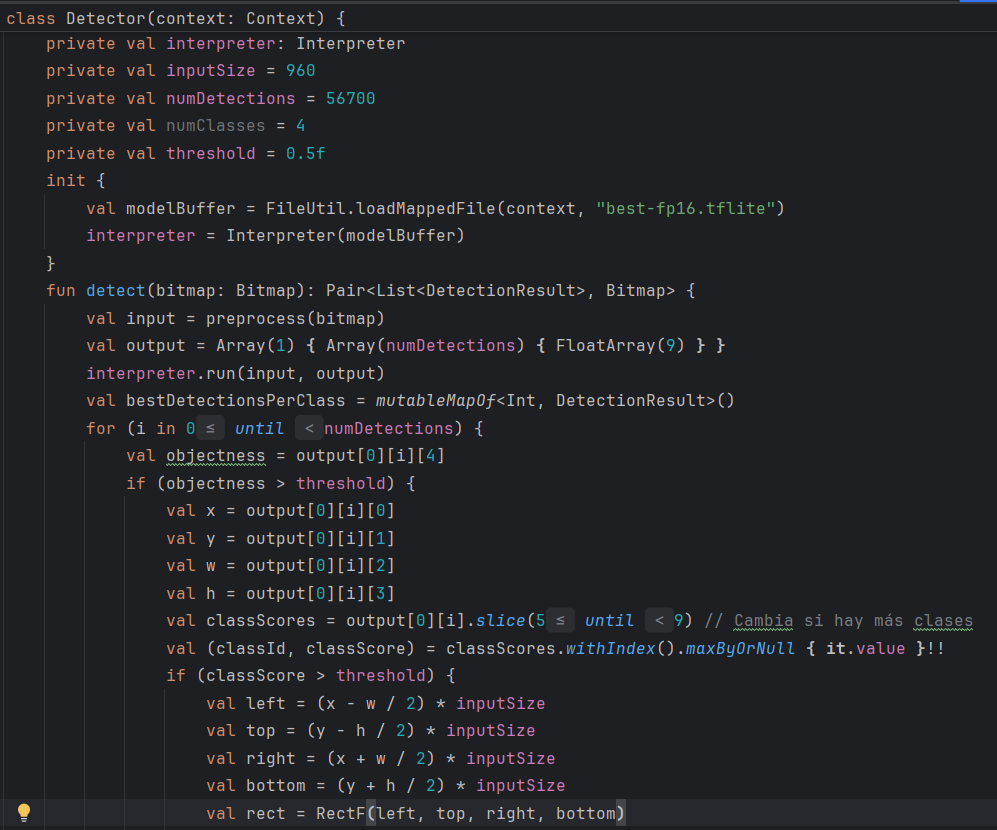 class Detector(context: Context) {
    private val interpreter: Interpreter
    private val inputSize = 960
    private val numDetections = 56700
    private val numClasses = 4
    private val threshold = 0.5f
    init {
        val modelBuffer = FileUtil.loadMappedFile(context, "best-fp16.tflite")
        interpreter = Interpreter(modelBuffer)
    }
    fun detect(bitmap: Bitmap): Pair<List<DetectionResult>, Bitmap> {
        val input = preprocess(bitmap)
        val output = Array(1) { Array(numDetections) { FloatArray(9) } }
        interpreter.run(input, output)
        val bestDetectionsPerClass = mutableMapOf<Int, DetectionResult>()
        for (i in 0 ≤ until < numDetections) {
            val objectness = output[0][i][4]
            if (objectness > threshold) {
                val x = output[0][i][0]
                val y = output[0][i][1]
                val w = output[0][i][2]
                val h = output[0][i][3]
                val classScores = output[0][i].slice(5 ≤ until < 9) // Cambia si hay más clases
                val (classId, classScore) = classScores.withIndex().maxByOrNull { it.value }!!
                if (classScore > threshold) {
                    val left = (x - w / 2) * inputSize
                    val top = (y - h / 2) * inputSize
                    val right = (x + w / 2) * inputSize
                    val bottom = (y + h / 2) * inputSize
                    val rect = RectF(left, top, right, bottom)